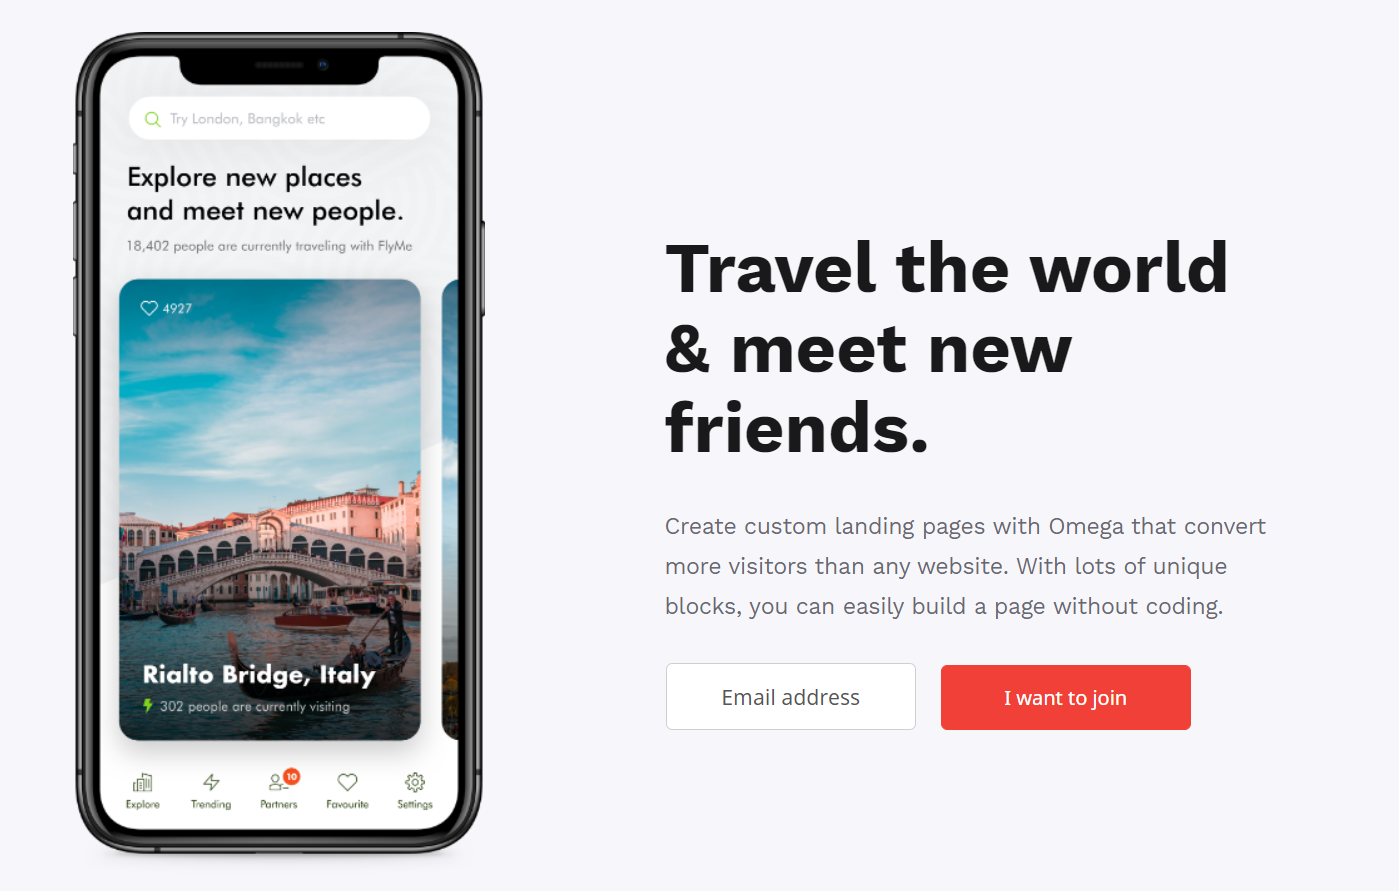 Try London, Bangkok etc
Explore new places
and meet new people.
18,402 people are currently traveling with FlyMe
4927
Rialto Bridge, Italy
302 people are currently visiting
10
Explore Trending Partners Favourite Settings
Travel the world
& meet new
friends.
Create custom landing pages with Omega that convert
more visitors than any website. With lots of unique
blocks, you can easily build a page without coding.
Email address
I want to join